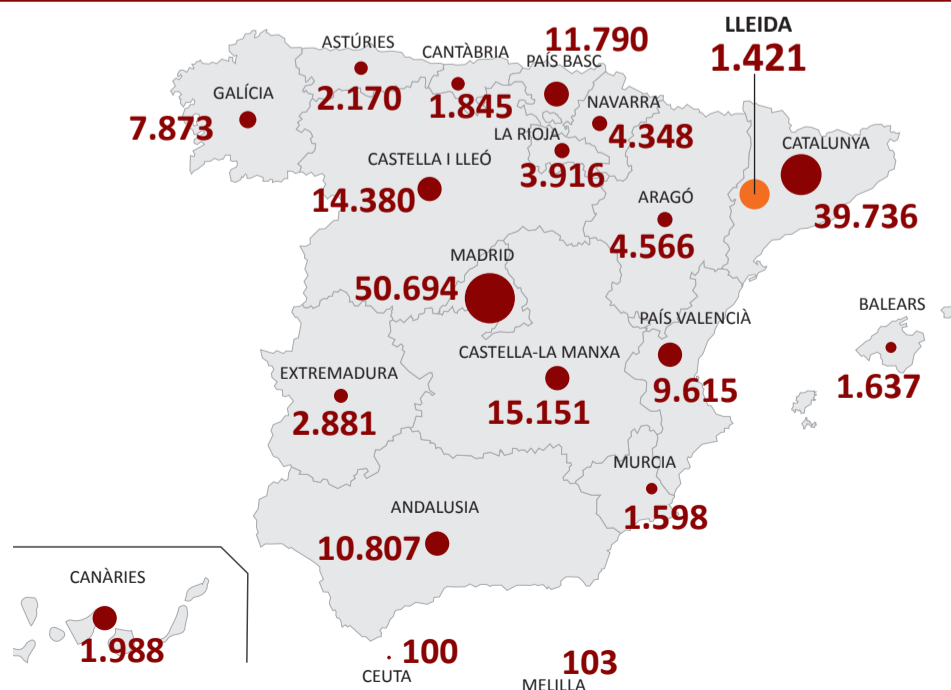 LLEIDA
1.421
ASTÚRIES
2.170
CANTÀBRIA
1.845
11.790
PAÍS BASC
GALÍCIA
7.873
NAVARRA
4.348
LA RIOJA
3.916
CATALUNYA
39.736
CASTELLA I LLEÓ
14.380
ARAGÓ
4.566
MADRID
50.694
BALEARS
1.637
PAÍS VALENCIÀ
9.615
CASTELLA-LA MANXA
15.151
EXTREMADURA
2.881
MURCIA
1.598
ANDALUSIA
10.807
CANÀRIES
1.988
100
CEUTA
103
MELILLA